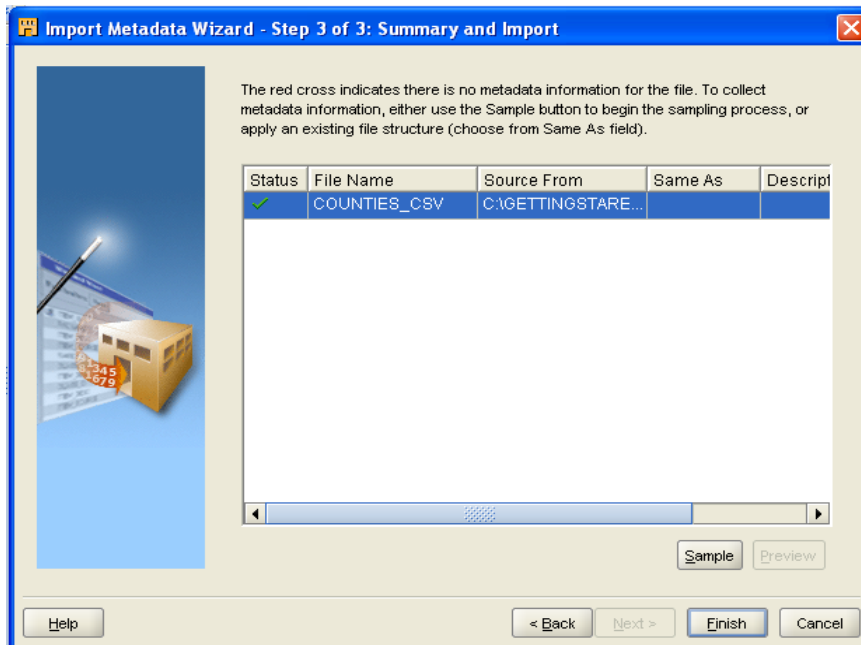 Import Metadata Wizard - Step 3 of 3: Summary and Import
The red cross indicates there is no metadata information for the file. To collect
metadata information, either use the Sample button to begin the sampling process, or
apply an existing file structure (choose from Same As field).
Status File Name Source From Same As Descript
COUNTIES_CSV C:\GETTINGSTARE...
Sample Preview
Help < Back Next > Finish Cancel